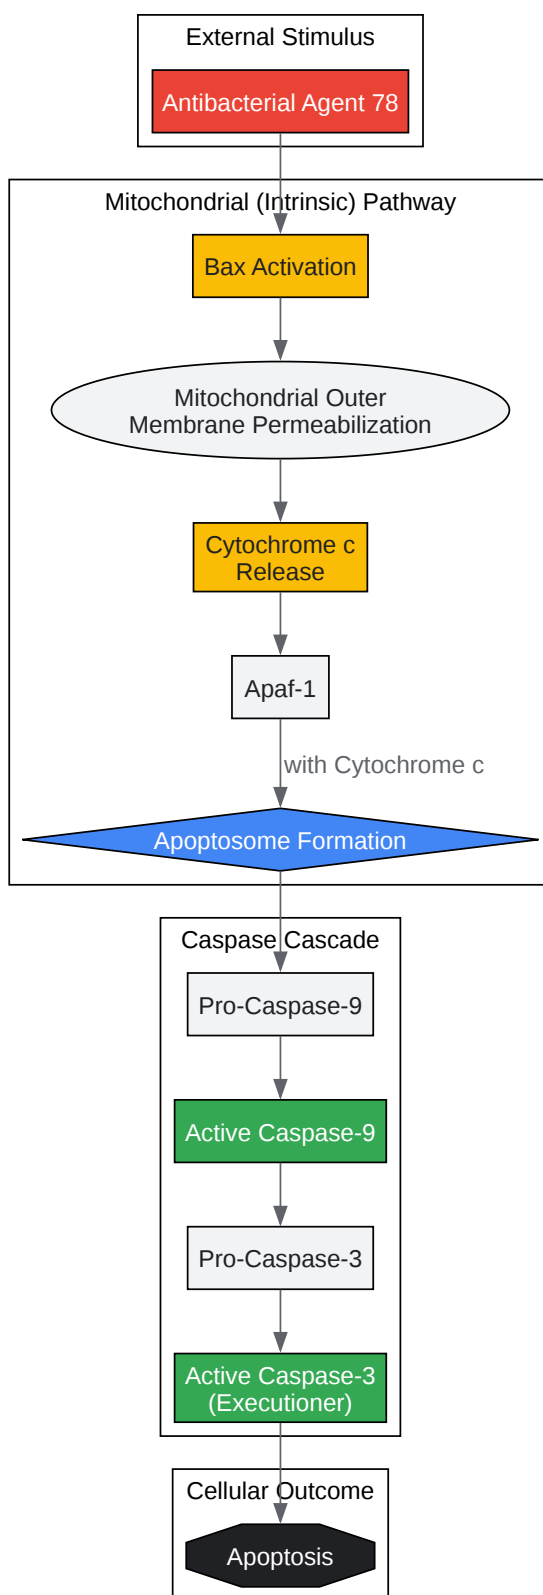 External Stimulus
Antibacterial Agent 78
Mitochondrial (Intrinsic) Pathway
Bax Activation
Mitochondrial Outer
Membrane Permeabilization
Cytochrome c
Release
Apaf-1
with Cytochrome c
Apoptosome Formation
Caspase Cascade
Pro-Caspase-9
Active Caspase-9
Pro-Caspase-3
Active Caspase-3
(Executioner)
Cellular Outcome
Apoptosis